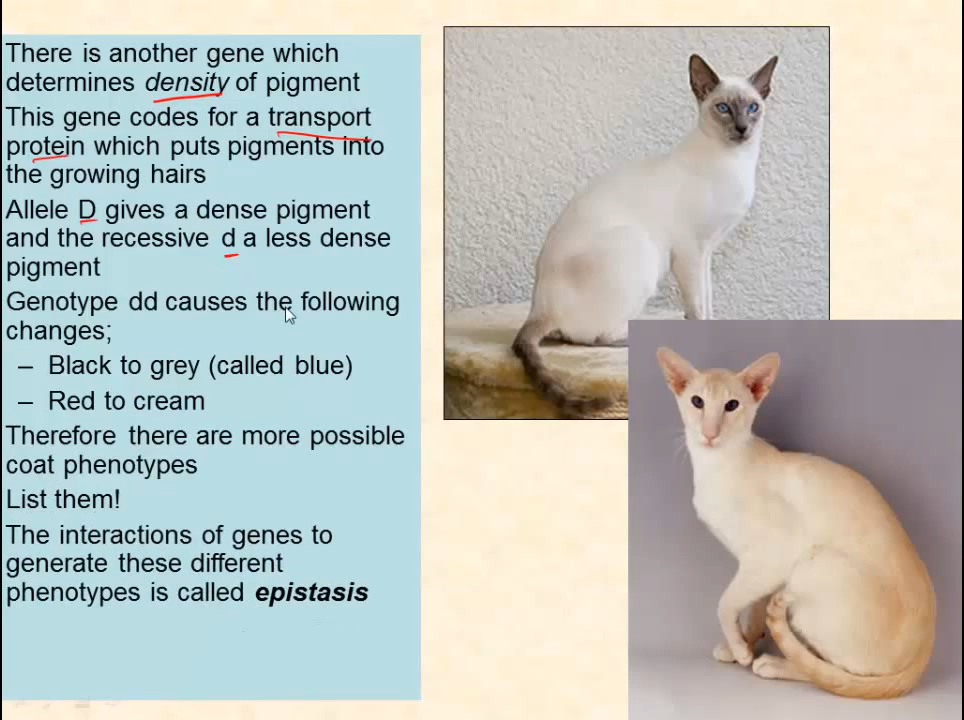 There is another gene which
determines density of pigment
This gene codes for a transport
protein which puts pigments into
the growing hairs
Allele D gives a dense pigment
and the recessive d a less dense
pigment
Genotype dd causes the following
changes;
– Black to grey (called blue)
– Red to cream
Therefore there are more possible
coat phenotypes
List them!
The interactions of genes to
generate these different
phenotypes is called epistasis